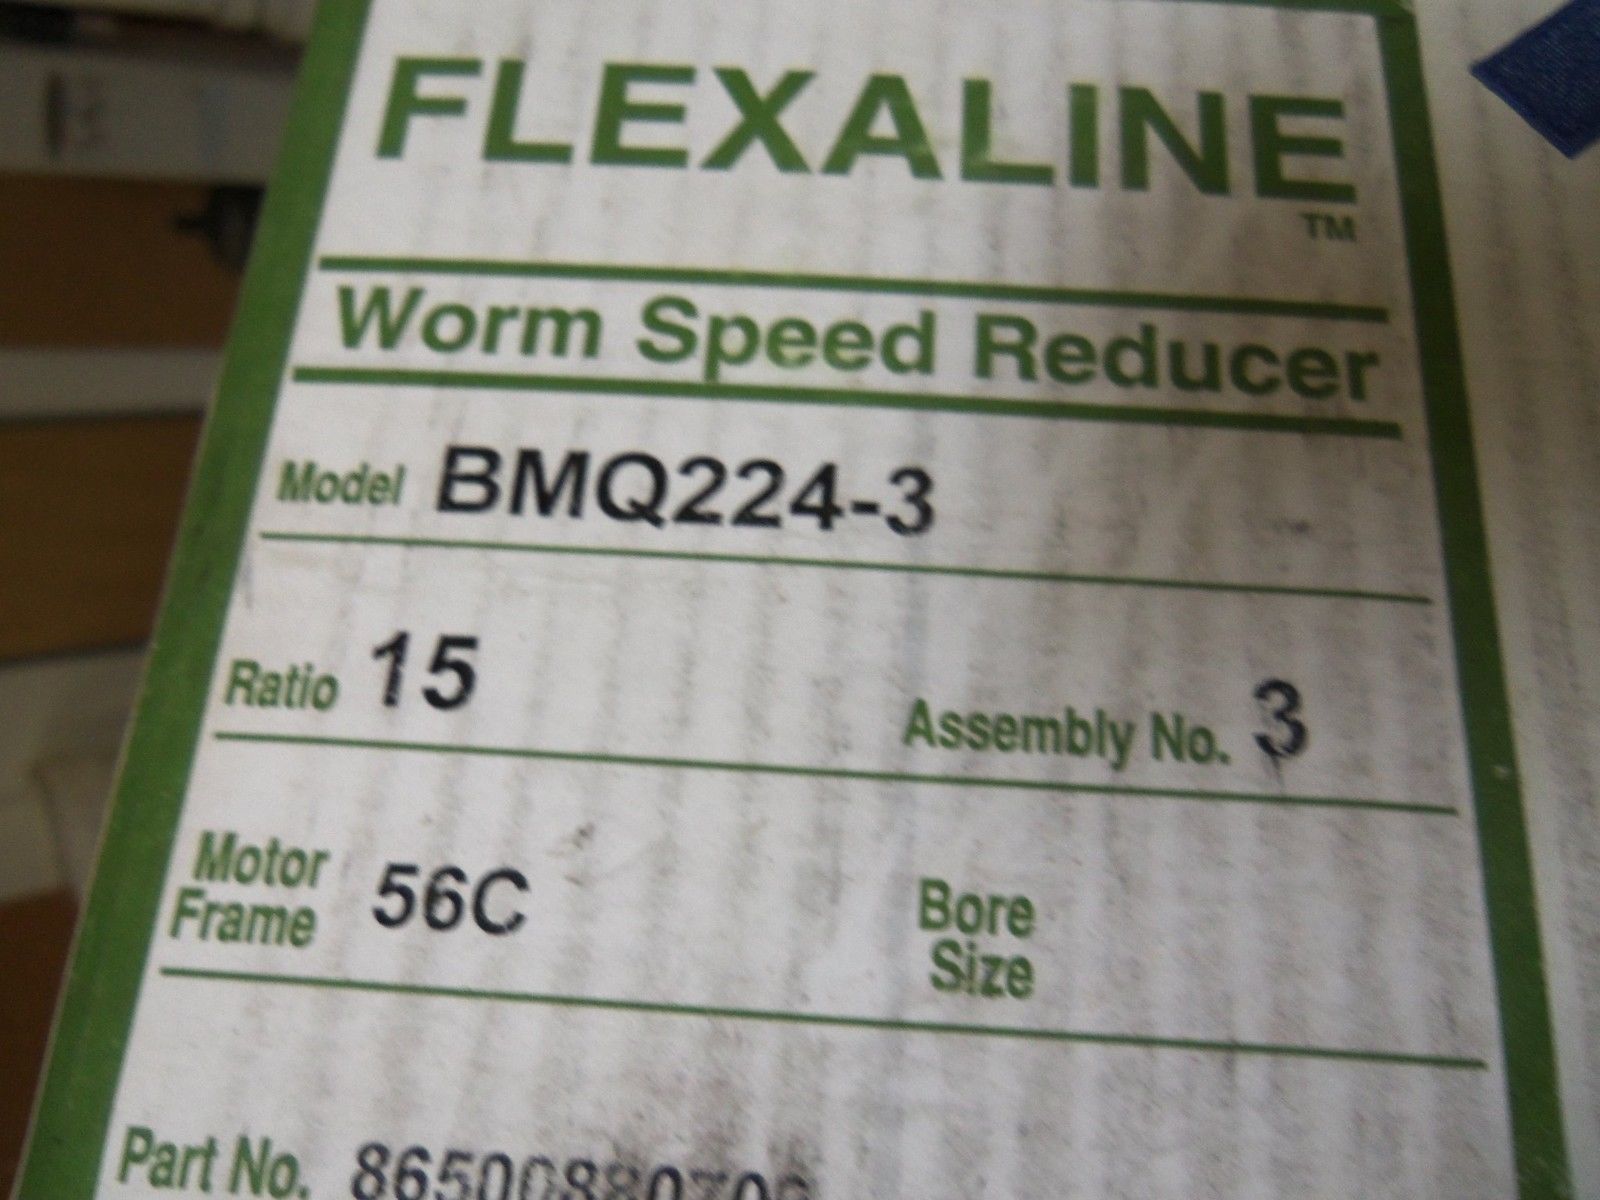 FLEXALINE
TM
Worm Speed Reducer
Model BMQ224-3
Ratio 15 Assembly No. 3
Motor Frame 56C Bore Size
Part No.